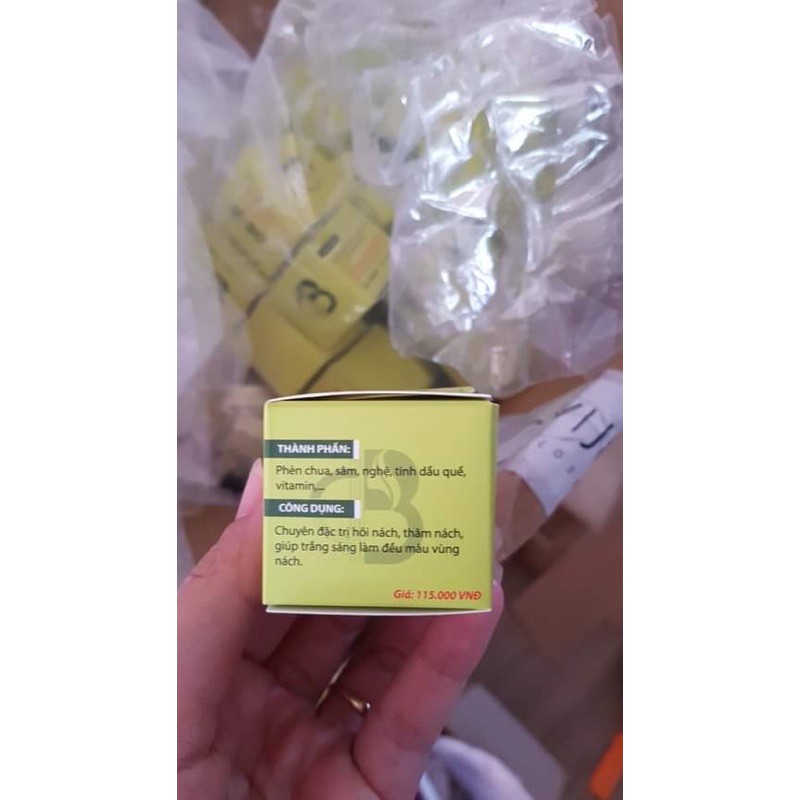 THÀNH PHẦN:
Phèn chua, sâm, nghệ, tinh dầu quế,
vitamin,...
CÔNG DỤNG:
Chuyên đặc trị hôi nách, thâm nách,
giúp trắng sáng làm đều màu vùng
nách.
Giá: 115.000 VNĐ